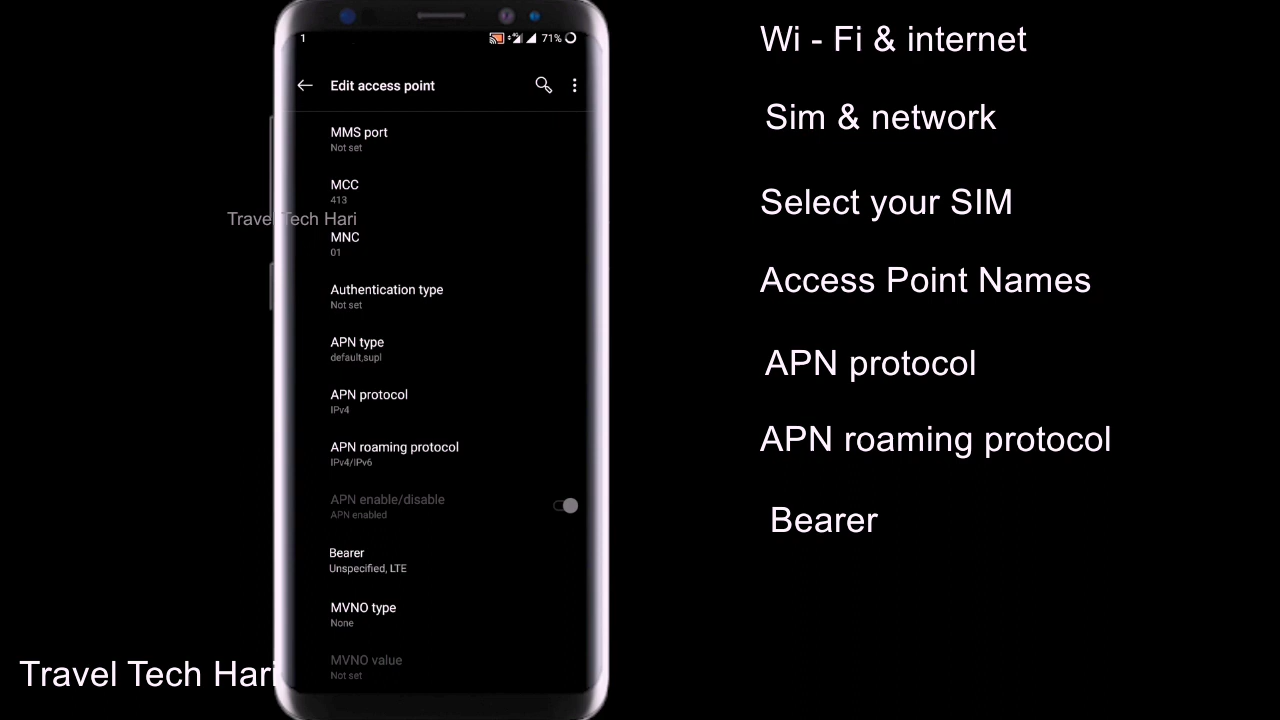 1
71%
Edit access point
MMS port
Not set
MCC
413
Travel Tech Hari
MNC
01
Authentication type
Not set
APN type
default,supl
APN protocol
IPv4
APN roaming protocol
IPv4/IPv6
APN enable/disable
APN enabled
Bearer
Unspecified, LTE
MVNO type
None
MVNO value
Not set
Wi - Fi & internet
Sim & network
Select your SIM
Access Point Names
APN protocol
APN roaming protocol
Bearer
Travel Tech Hari